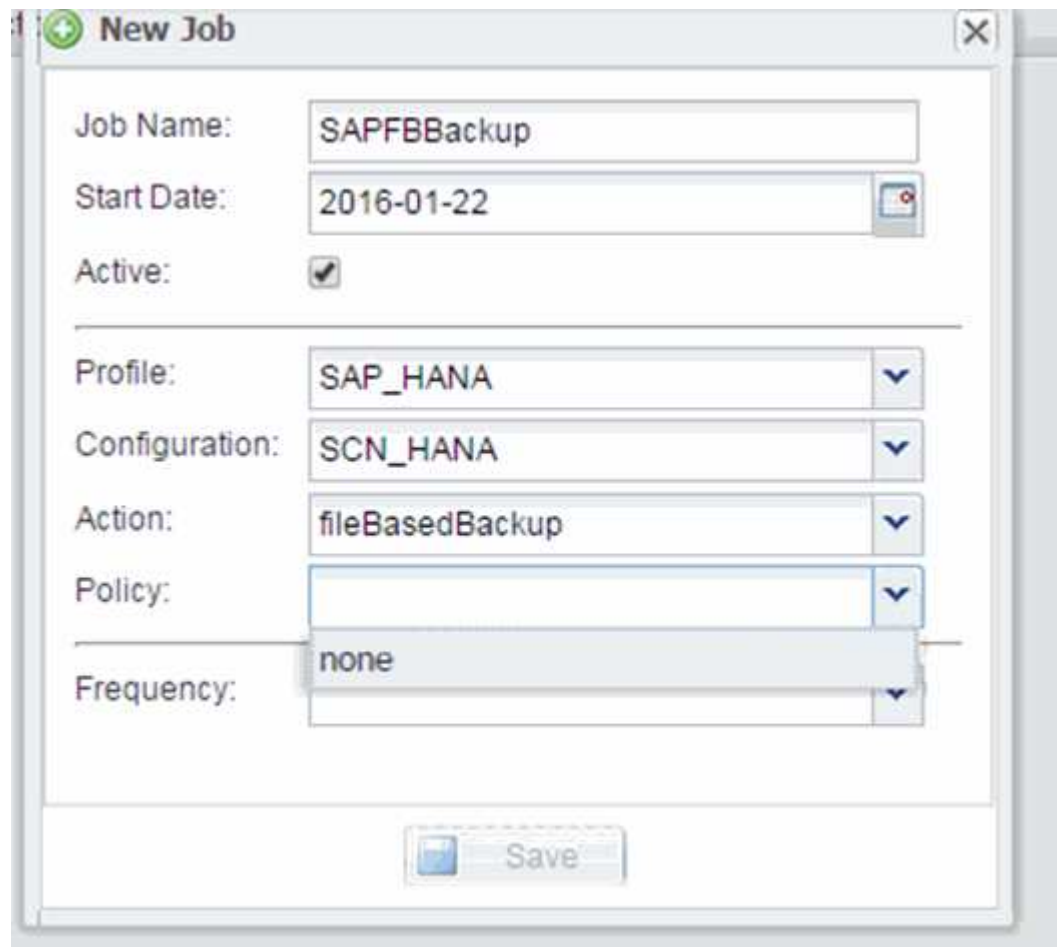 New Job
Job Name: SAPFBBackup
Start Date: 2016-01-22
Active:
Profile: SAP_HANA
Configuration: SCN_HANA
Action: fileBasedBackup
Policy:
none
Frequency:
Save